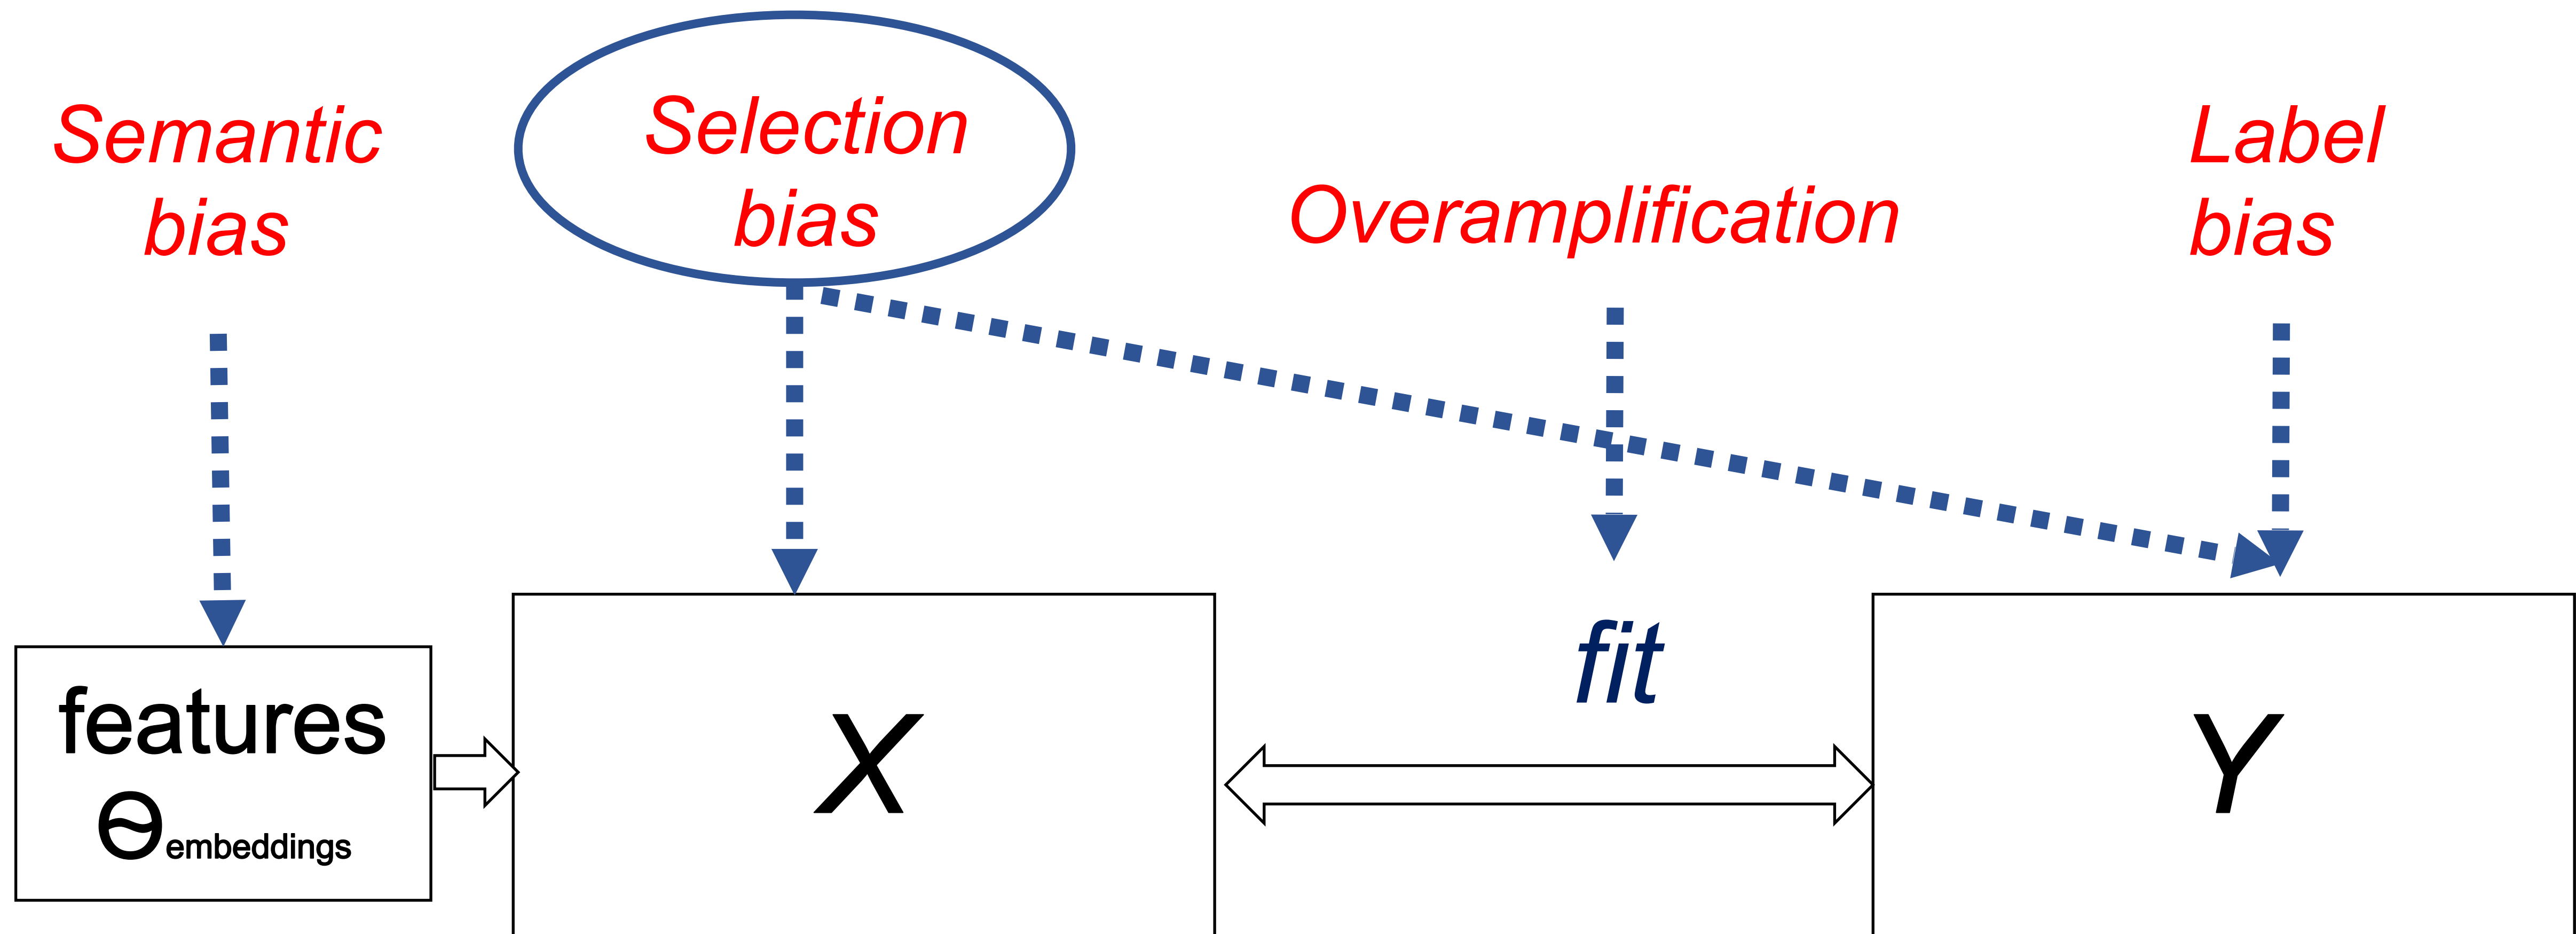 Semantic
bias
Selection
bias
Overamplification
Label
bias
features
Θembeddings
X
fit
Y